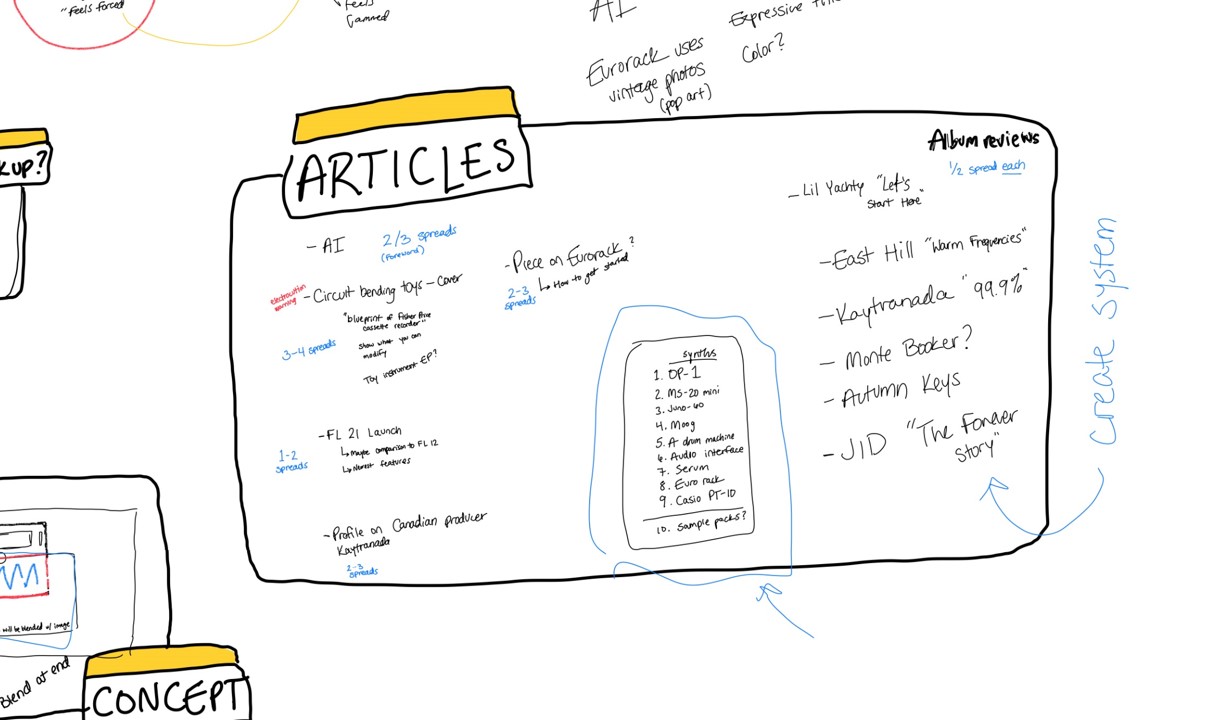 "Feels forced"
Feels
Gamned
AI
Expressive
Color?
Eurorack uses
vintage photos
(pop art)
kup?
ARTICLES
Album reviews
1/2 spread each
- AI
2/3 spreads
(foreword)
electrocution
warning
- Circuit bending toys - Cover
"blueprint of Fisher Price
cassette recorder"
Show what you can
modify
Toy instrument EP?
3-4 spreads
- Piece on Eurorack?
How to get started
2-3
spreads
- FL 21 Launch
Maybe comparison to FL 12
Newest features
1-2
spreads
- Profile on Canadian producer
Kaytranada
2-3
spreads
synths
1. OP-1
2. MS-20 mini
3. Juno-60
4. Moog
5. A drum machine
6. Audio interface
7. Serum
8. Euro rack
9. Casio PT-10
10. Sample packs?
- Lil Yachty "Let's
Start Here"
- East Hill "Warm Frequencies"
- Kaytranada "99.9%"
- Monte Booker?
- Autumn Keys
- JID "The Forever
Story"
Create System
will be blended w/ image
Blend at end
CONCEPT